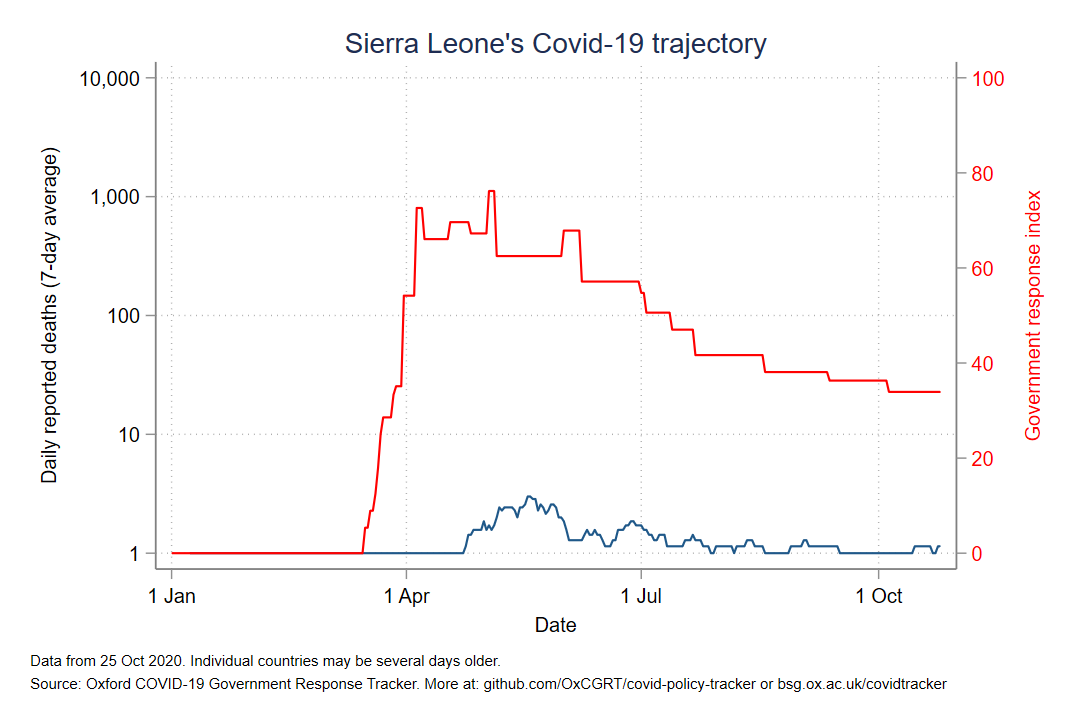 Sierra Leone's Covid-19 trajectory
Daily reported deaths (7-day average)
10,000
1,000
100
10
1
100
80
60
40
20
0
Government response index
1 Jan
1 Apr
1 Jul
1 Oct
Date
Data from 25 Oct 2020. Individual countries may be several days older.
Source: Oxford COVID-19 Government Response Tracker. More at: github.com/OxCGRT/covid-policy-tracker or bsg.ox.ac.uk/covidtracker